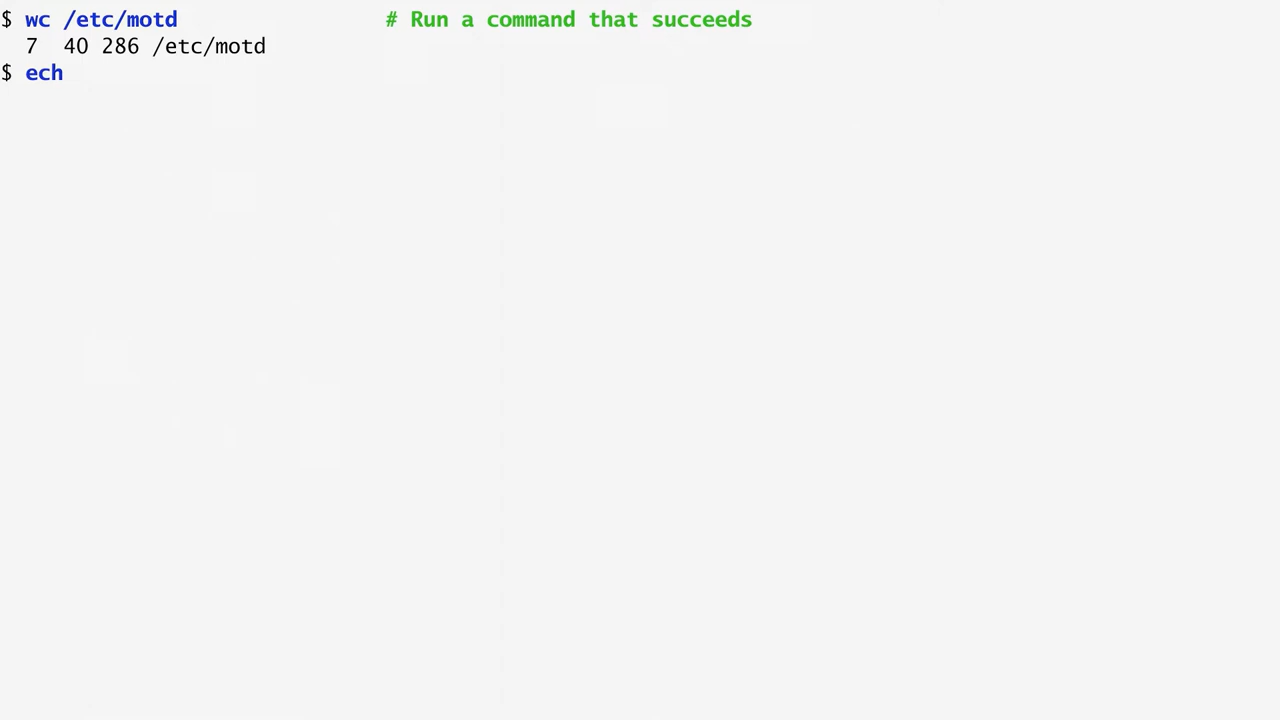 $ wc /etc/motd                # Run a command that succeeds
  7  40 286 /etc/motd
$ ech